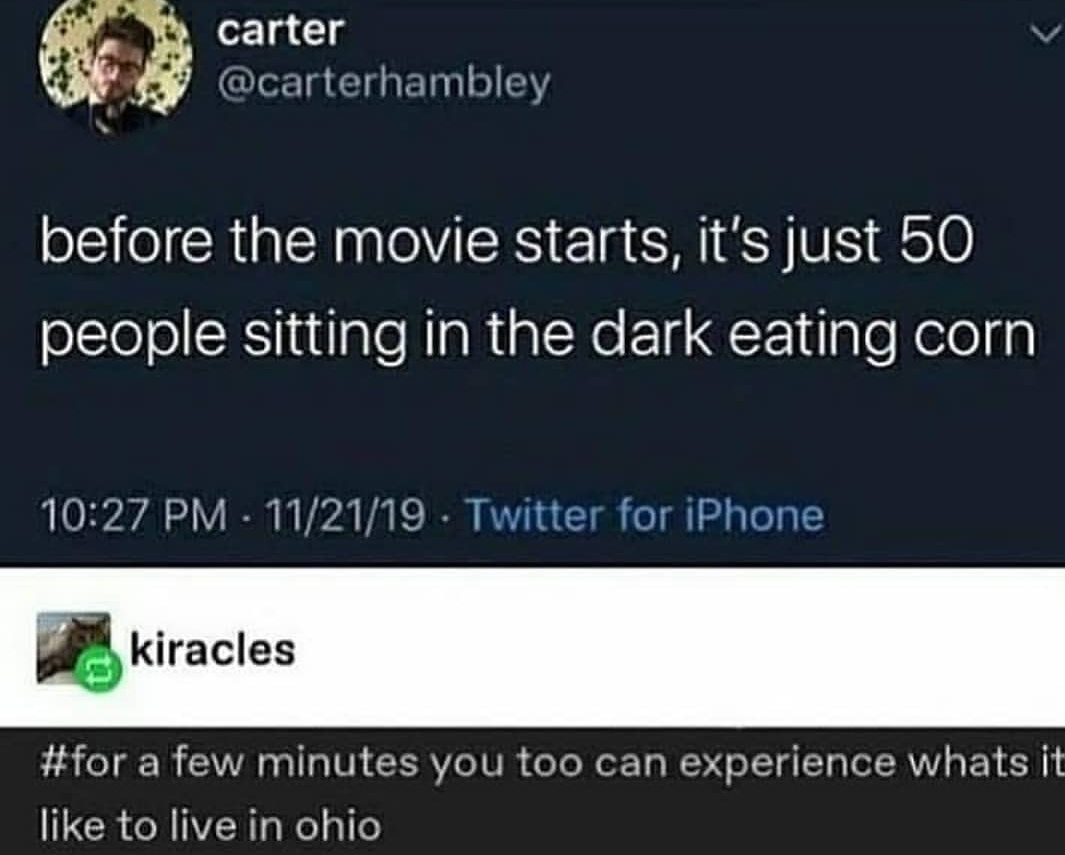 carter
@carterhambley
before the movie starts, it's just 50
people sitting in the dark eating corn
10:27 PM · 11/21/19 · Twitter for iPhone
kiracles
#for a few minutes you too can experience whats it
like to live in ohio